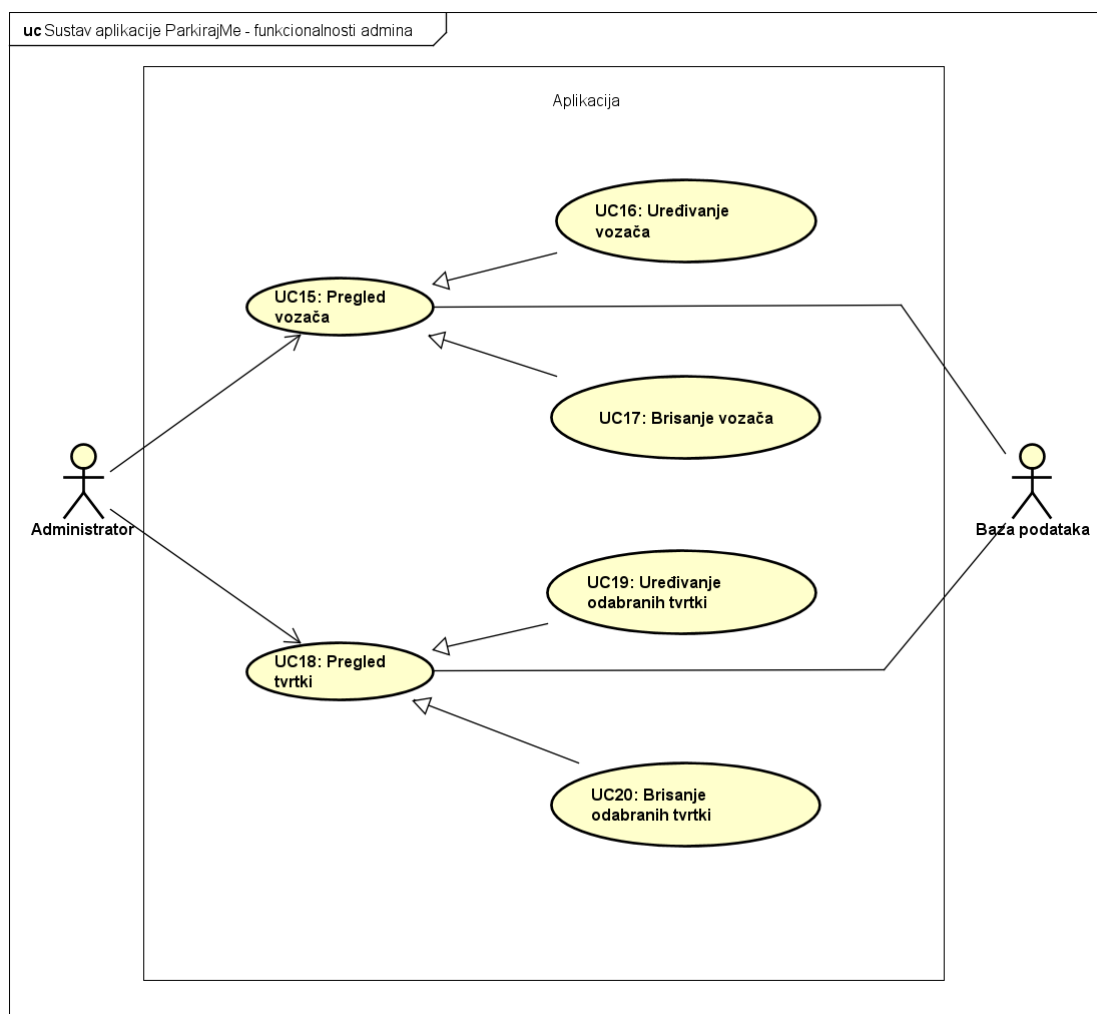 uc Sustav aplikacije ParkirajMe - funkcionalnosti admina
Aplikacija
UC16: Uređivanje
vozača
UC15: Pregled
vozača
UC17: Brisanje vozača
Administrator
Baza podataka
UC19: Uređivanje
odabranih tvrtki
UC18: Pregled
tvrtki
UC20: Brisanje
odabranih tvrtki